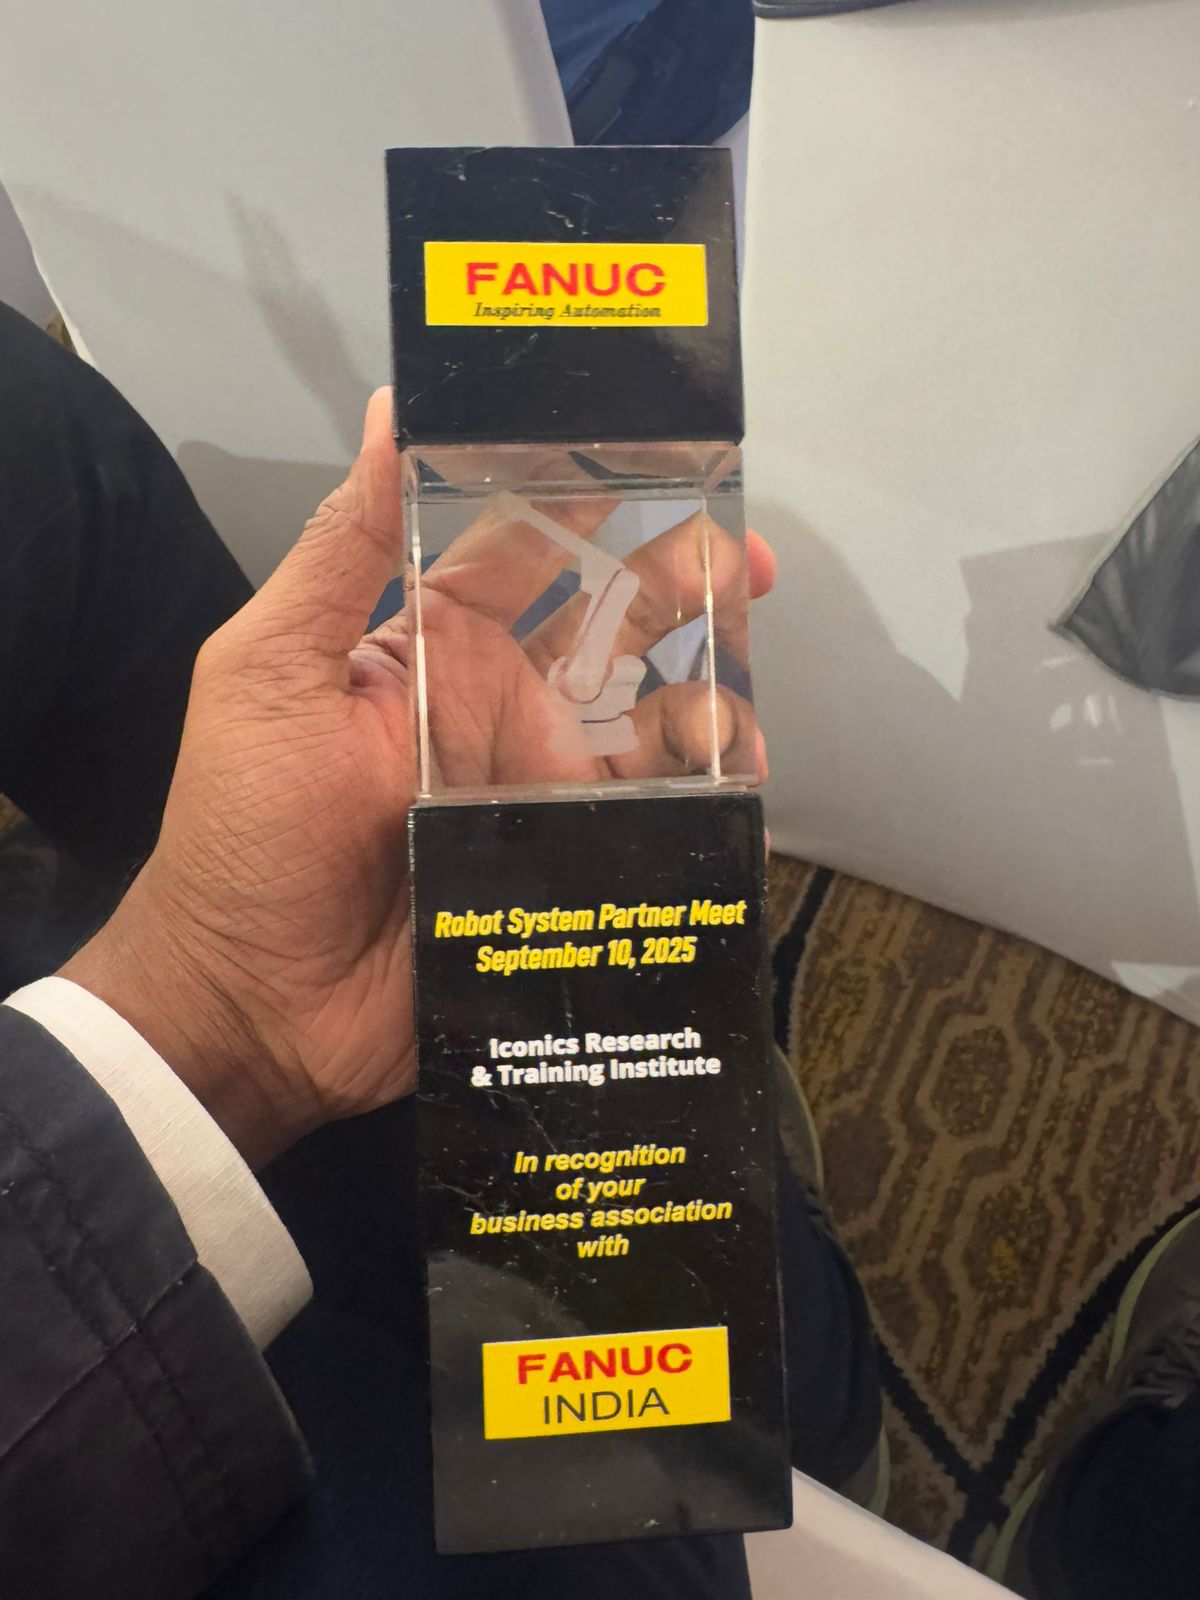 FANUC
Inspiring Automation
Robot System Partner Meet
September 10, 2025
Iconics Research
& Training Institute
In recognition
of your
business association
with
FANUC
INDIA